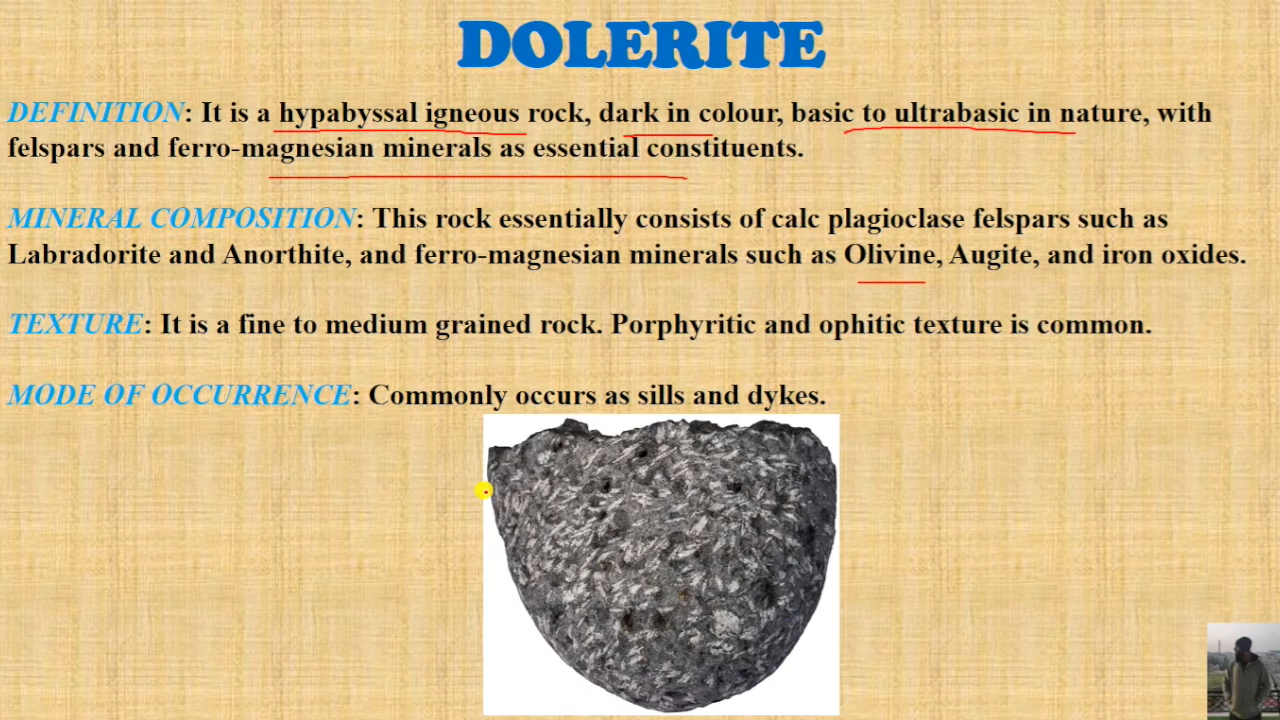 DOLERITE
DEFINITION: It is a hypabyssal igneous rock, dark in colour, basic to ultrabasic in nature, with
felspars and ferro-magnesian minerals as essential constituents.
MINERAL COMPOSITION: This rock essentially consists of calc plagioclase felspars such as
Labradorite and Anorthite, and ferro-magnesian minerals such as Olivine, Augite, and iron oxides.
TEXTURE: It is a fine to medium grained rock. Porphyritic and ophitic texture is common.
MODE OF OCCURRENCE: Commonly occurs as sills and dykes.